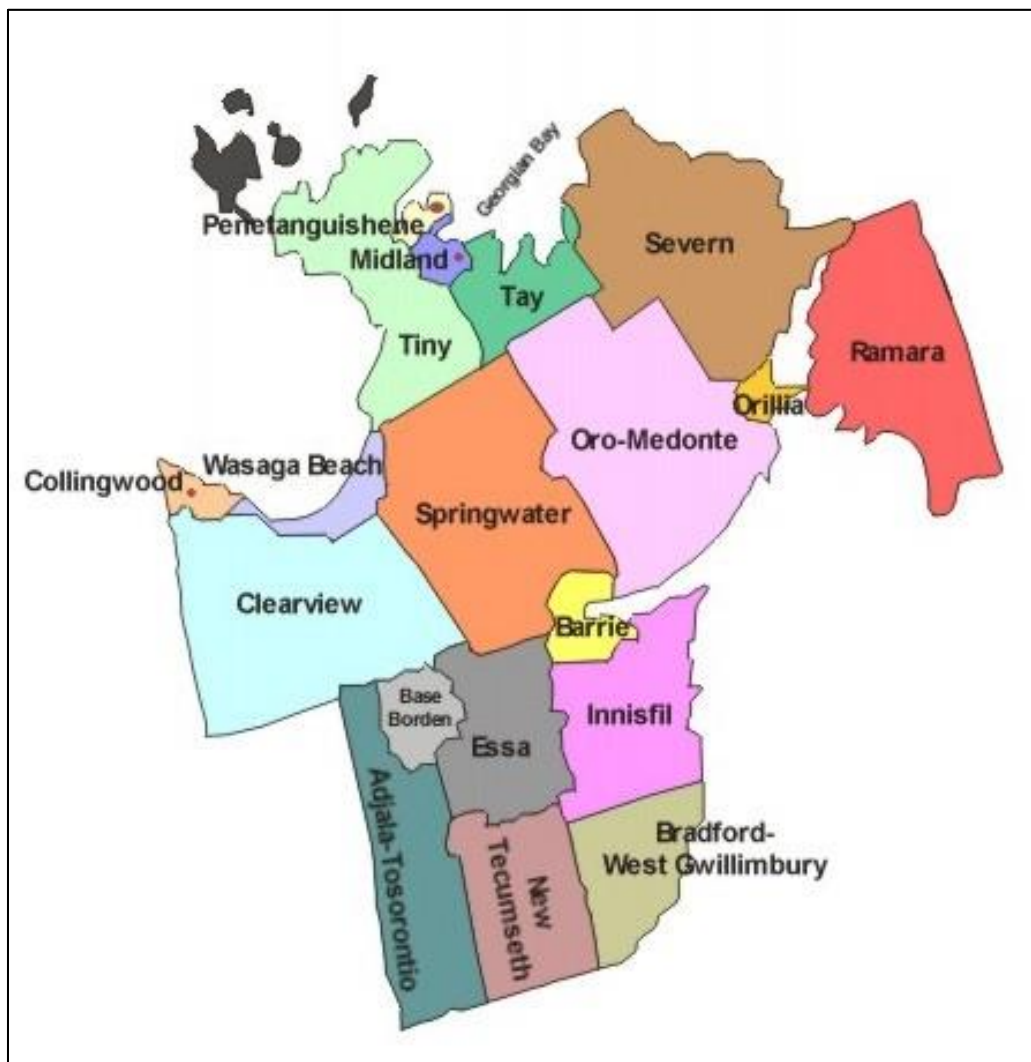 Georgian Bay
Penetanguishene
Severn
Midland
Tay
Tiny
Ramara
Orillia
Oro-Medonte
Wasaga Beach
Collingwood
Springwater
Clearview
Barrie
Base
Borden
Innisfil
Essa
Adjala-Tosorontio
New
Tecumseth
Bradford-
West Gwillimbury